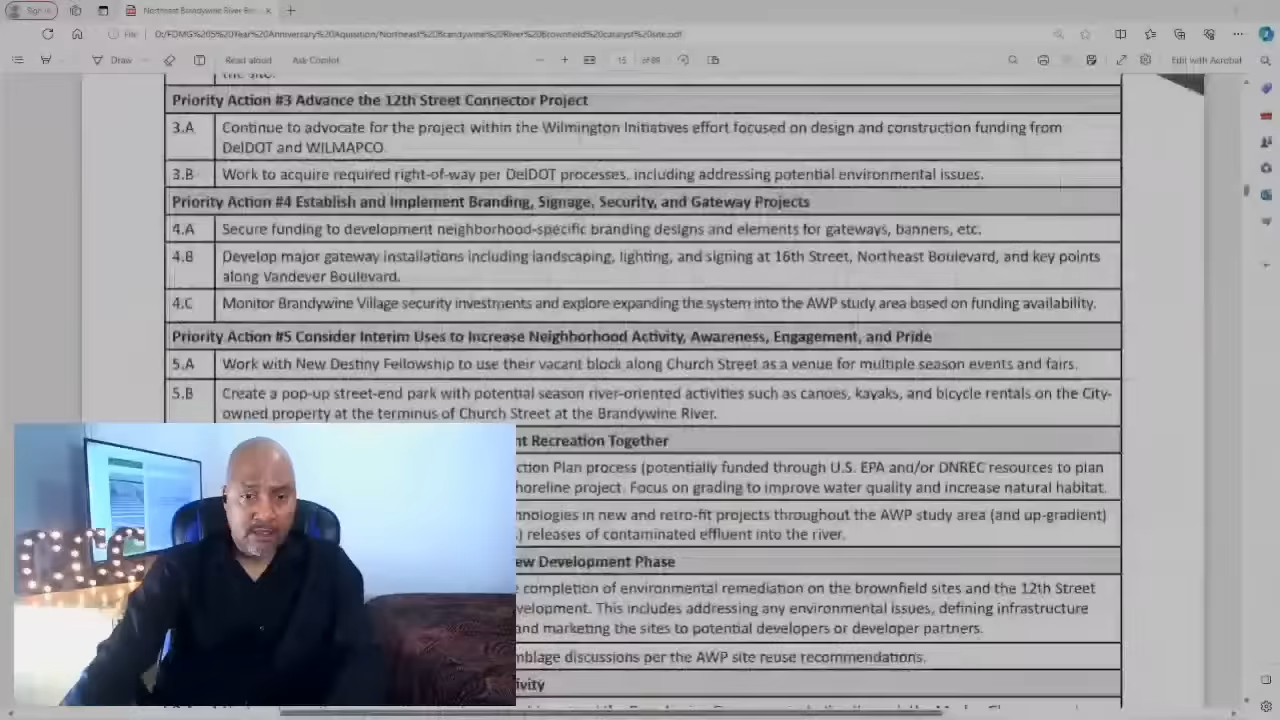 Sign in
Northeast Brandywine River Bro
File
Draw
Read aloud
Ask Copilot
15 of 88
Edit with Acrobat
the site.
Priority Action #3 Advance the 12th Street Connector Project
3.A Continue to advocate for the project within the Wilmington Initiatives effort focused on design and construction funding from
DelDOT and WILMAPCO.
3.B Work to acquire required right-of-way per DelDOT processes, including addressing potential environmental issues.
Priority Action #4 Establish and Implement Branding, Signage, Security, and Gateway Projects
4.A Secure funding to development neighborhood-specific branding designs and elements for gateways, banners, etc.
4.B Develop major gateway installations including landscaping, lighting, and signing at 16th Street, Northeast Boulevard, and key points
along Vandever Boulevard.
4.C Monitor Brandywine Village security investments and explore expanding the system into the AWP study area based on funding availability.
Priority Action #5 Consider Interim Uses to Increase Neighborhood Activity, Awareness, Engagement, and Pride
5.A Work with New Destiny Fellowship to use their vacant block along Church Street as a venue for multiple season events and fairs.
5.B Create a pop-up street-end park with potential season river-oriented activities such as canoes, kayaks, and bicycle rentals on the City-
owned property at the terminus of Church Street at the Brandywine River.
nt Recreation Together
ction Plan process (potentially funded through U.S. EPA and/or DNREC resources to plan
horeline project. Focus on grading to improve water quality and increase natural habitat.
hnologies in new and retro-fit projects throughout the AWP study area (and up-gradient)
) releases of contaminated effluent into the river.
ew Development Phase
e completion of environmental remediation on the brownfield sites and the 12th Street
velopment. This includes addressing any environmental issues, defining infrastructure
and marketing the sites to potential developers or developer partners.
mblage discussions per the AWP site reuse recommendations.
ivity